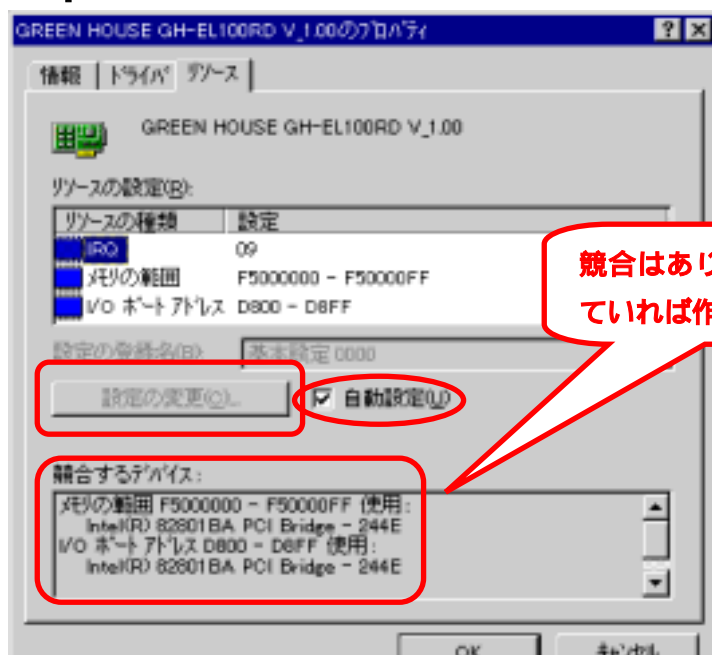 GREEN HOUSE GH-EL100RD V_1.00のプロパティ
情報 ドライバ リソース
GREEN HOUSE GH-EL100RD V_1.00
リソースの設定(R):
リソースの種類 設定
IRQ 09
メモリの範囲 F5000000 - F50000FF
I/O ポート アドレス D800 - D8FF
競合はあり
ていれば作
設定の登録名(B): 基本設定 0000
設定の変更(C)... 自動設定(U)
競合するデバイス:
メモリの範囲 F5000000 - F50000FF 使用:
Intel(R) 82801BA PCI Bridge - 244E
I/O ポート アドレス D800 - D8FF 使用:
Intel(R) 82801BA PCI Bridge - 244E
OK キャンセル